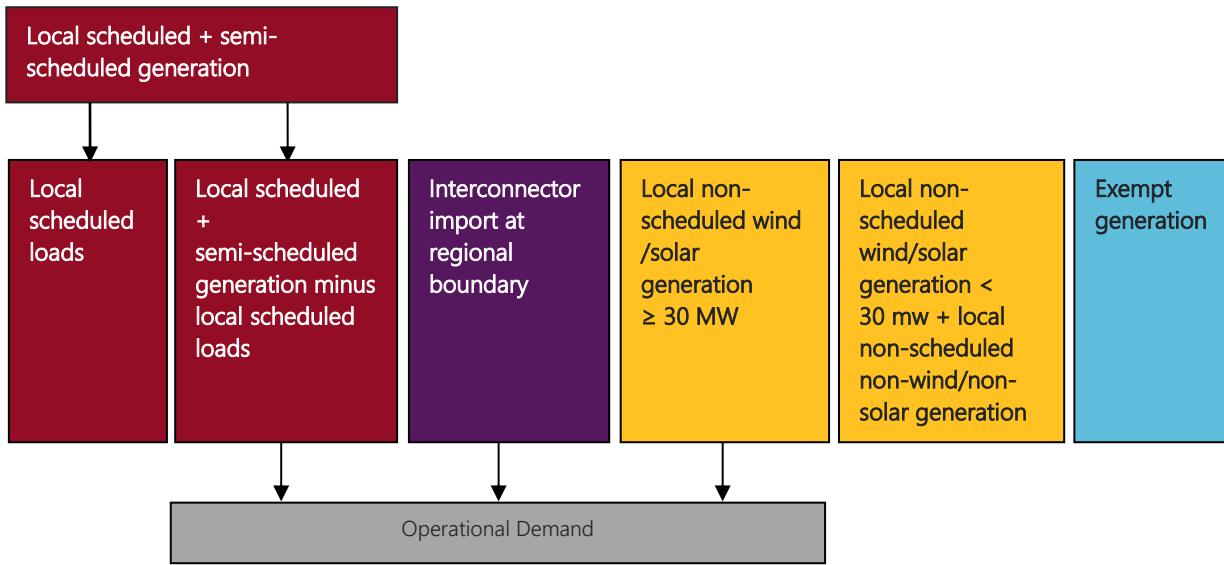 Local scheduled + semi-
scheduled generation
Local
scheduled
loads
Local scheduled
+
semi-scheduled
generation minus
local scheduled
loads
Interconnector
import at
regional
boundary
Local non-
scheduled wind
/solar
generation
≥ 30 MW
Local non-
scheduled
wind/solar
generation <
30 mw + local
non-scheduled
non-wind/non-
solar generation
Exempt
generation
Operational Demand